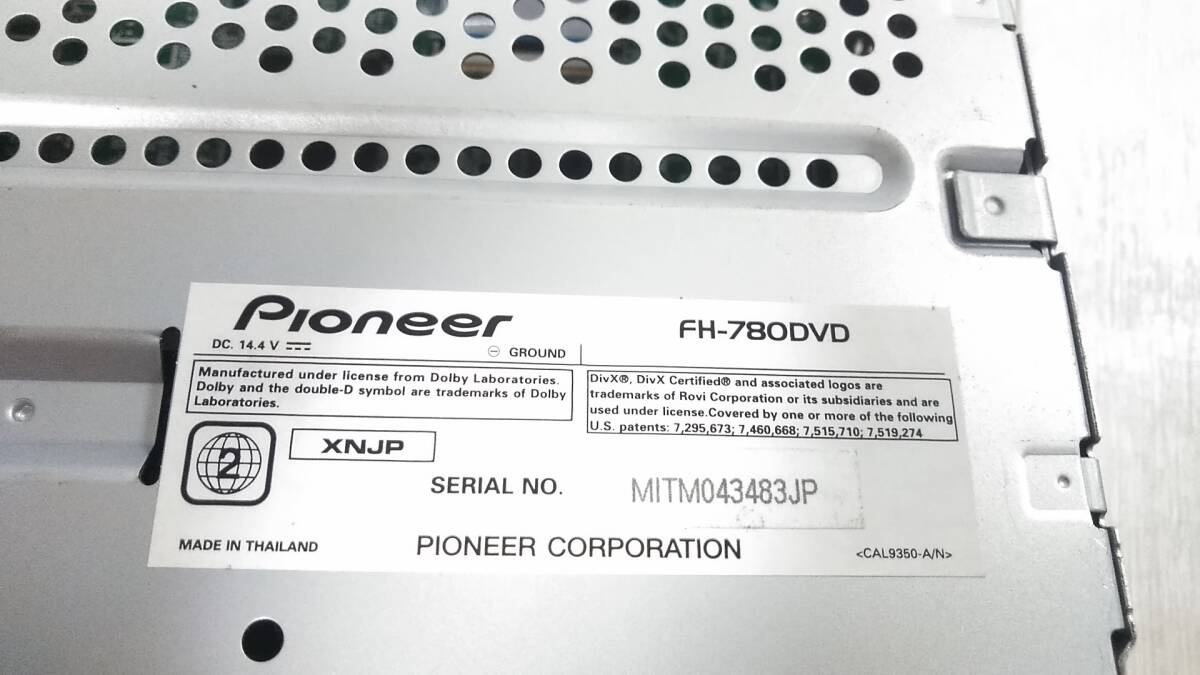 Pioneer
FH-780DVD
DC. 14.4 V
⊖ GROUND
Manufactured under license from Dolby Laboratories.
Dolby and the double-D symbol are trademarks of Dolby
Laboratories.
DivX®, DivX Certified® and associated logos are
trademarks of Rovi Corporation or its subsidiaries and are
used under license.Covered by one or more of the following
U.S. patents: 7,295,673; 7,460,668; 7,515,710; 7,519,274
2
XNJP
SERIAL NO. MITM043483JP
MADE IN THAILAND
PIONEER CORPORATION
<CAL9350-A/N>